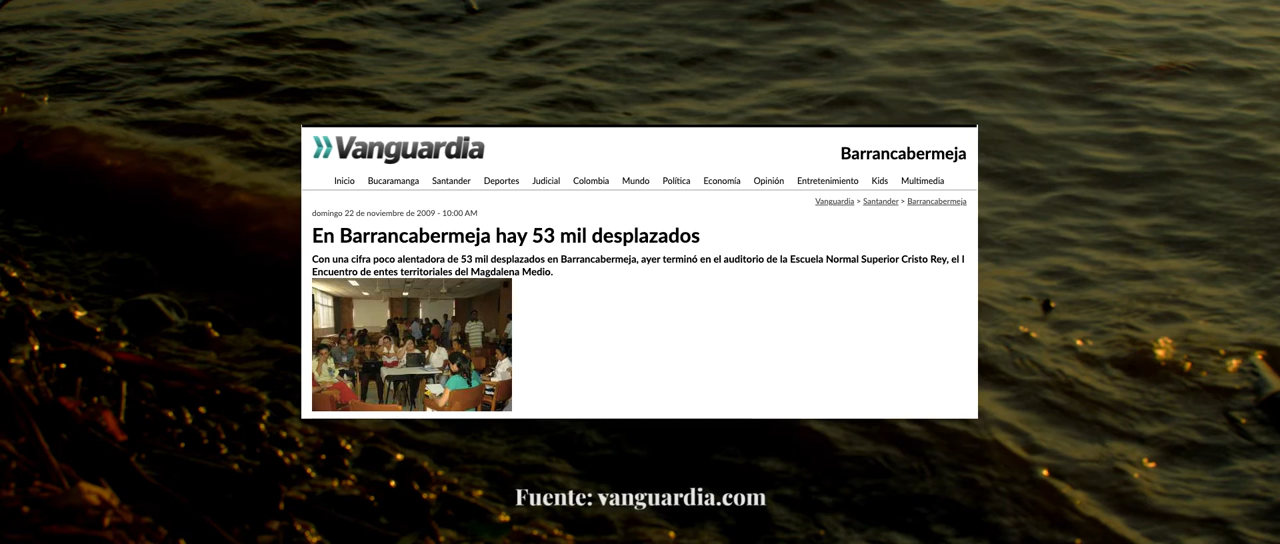 Vanguardia
Barrancabermeja
Inicio Bucaramanga Santander Deportes Judicial Colombia Mundo Política Economía Opinión Entretenimiento Kids Multimedia
Vanguardia > Santander > Barrancabermeja
domingo 22 de noviembre de 2009 - 10:00 AM
En Barrancabermeja hay 53 mil desplazados
Con una cifra poco alentadora de 53 mil desplazados en Barrancabermeja, ayer terminó en el auditorio de la Escuela Normal Superior Cristo Rey, el I
Encuentro de entes territoriales del Magdalena Medio.
Fuente: vanguardia.com